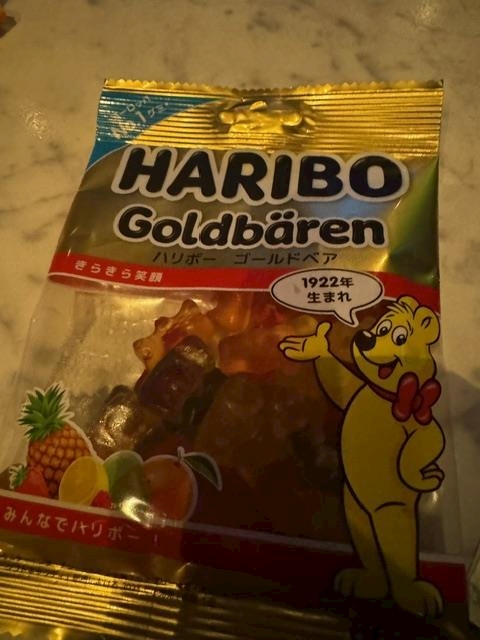 HARIBO
Goldbären
ハリボー ゴールドベア
きらきら笑顔
1922年
生まれ
みんなでハリボー!